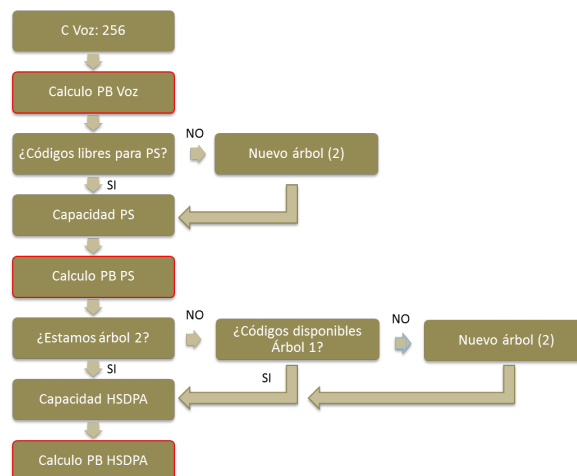 C Voz: 256
Calculo PB Voz
NO
¿Códigos libres para PS?
Nuevo árbol (2)
SI
Capacidad PS
Calculo PB PS
NO
NO
¿Estamos árbol 2?
¿Códigos disponibles
Árbol 1?
Nuevo árbol (2)
SI
SI
Capacidad HSDPA
Calculo PB HSDPA